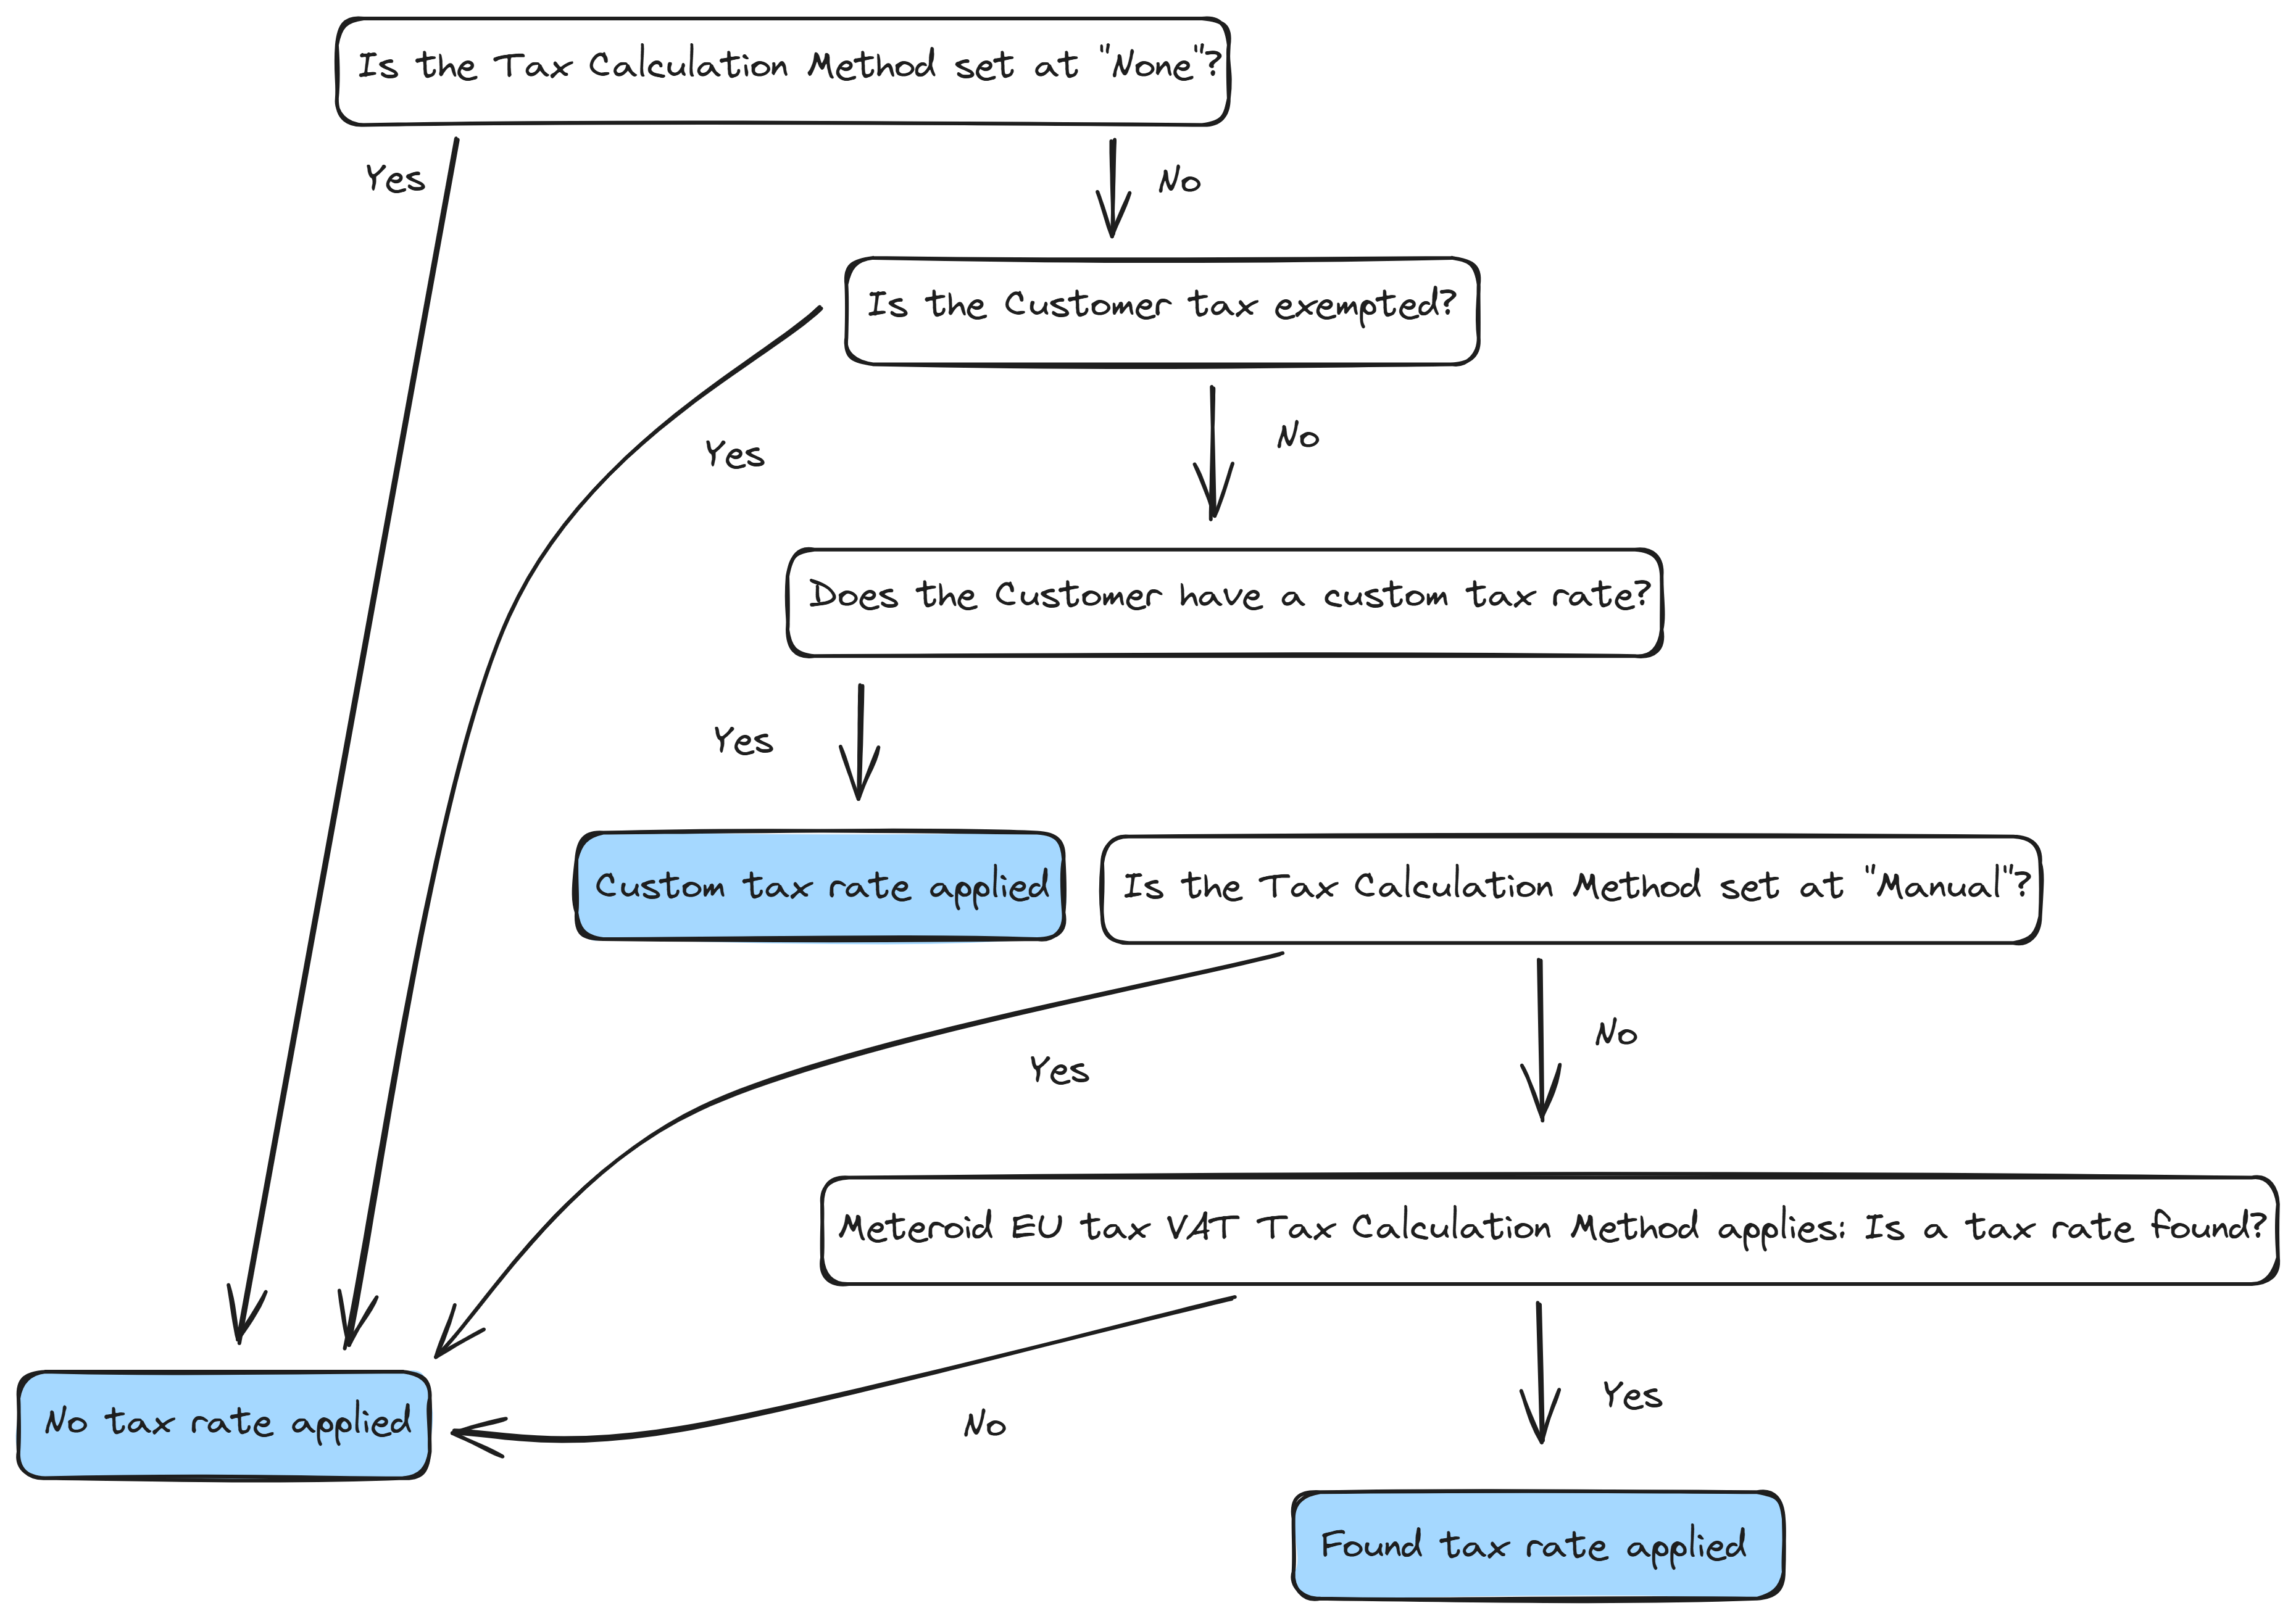 Is the Tax Calculation Method set at "None"?
Yes
No
Is the Customer tax exempted?
Yes
No
Does the Customer have a custom tax rate?
Yes
Custom tax rate applied
Is the Tax Calculation Method set at "Manual"?
Yes
No
Meteroid EU tax VAT Tax Calculation Method applies: Is a tax rate found?
No
Yes
No tax rate applied
Found tax rate applied